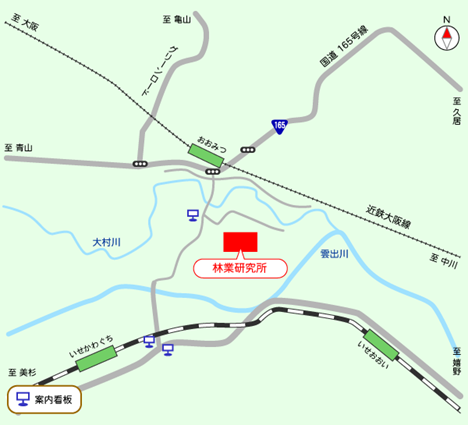 至 大阪
至 亀山
グリーンロード
国道 165号線
N
至 久居
165
至 青山
おおみつ
近鉄大阪線
至 中川
大村川
雲出川
林業研究所
いせかわぐち
いせおおい
至 美杉
至 嬉野
案内看板